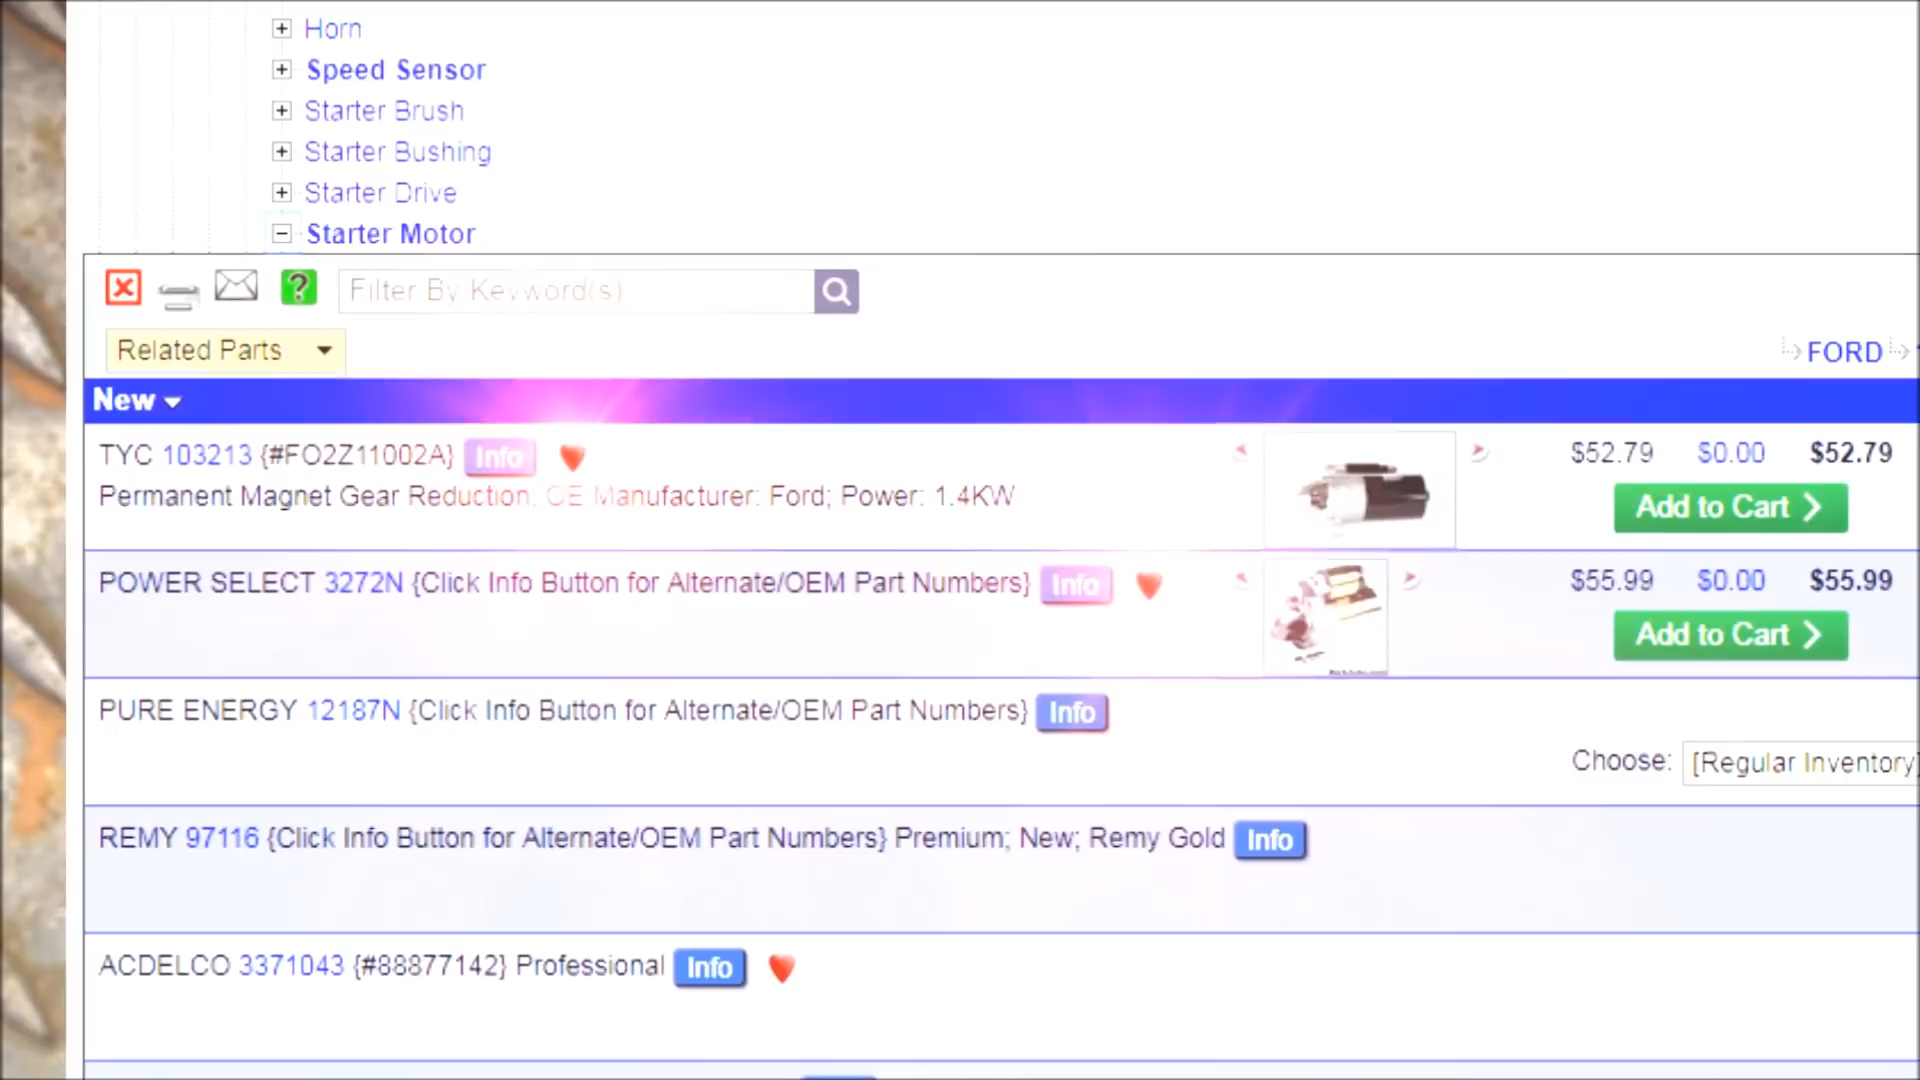 Horn
Speed Sensor
Starter Brush
Starter Bushing
Starter Drive
Starter Motor
Filter By Keyword(s)
Related Parts
FORD
New
TYC 103213 {#FO2Z11002A} Info $52.79 $0.00 $52.79
Permanent Magnet Gear Reduction; OE Manufacturer: Ford; Power: 1.4KW
Add to Cart
POWER SELECT 3272N {Click Info Button for Alternate/OEM Part Numbers} Info $55.99 $0.00 $55.99
Add to Cart
PURE ENERGY 12187N {Click Info Button for Alternate/OEM Part Numbers} Info
Choose: [Regular Inventory]
REMY 97116 {Click Info Button for Alternate/OEM Part Numbers} Premium; New; Remy Gold Info
ACDELCO 3371043 {#88877142} Professional Info